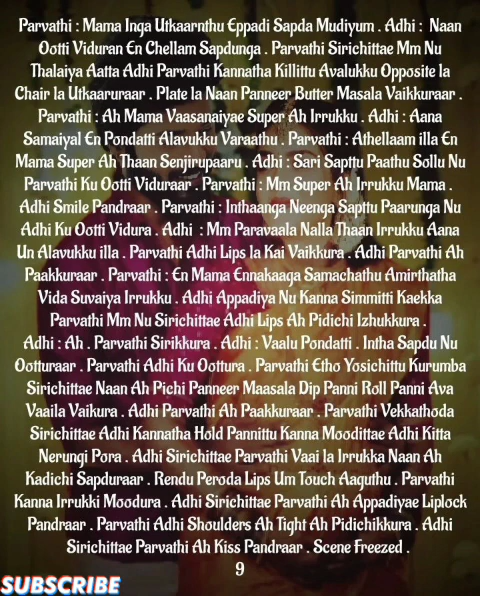 Parvathi : Mama Inga Utkaarnthu Eppadi Sapda Mudiyum . Adhi :  Naan
Ootti Viduran En Chellam Sapdunga . Parvathi Sirichittae Mm Nu
Thalaiya Aatta Adhi Parvathi Kannatha Killittu Avalukku Opposite la
Chair la Utkaaruraar . Plate la Naan Panneer Butter Masala Vaikkuraar .
Parvathi : Ah Mama Vaasanaiyae Super Ah Irrukku . Adhi : Aana
Samaiyal En Pondatti Alavukku Varaathu . Parvathi : Athellaam illa En
Mama Super Ah Thaan Senjirupaaru . Adhi : Sari Sapttu Paathu Sollu Nu
Parvathi Ku Ootti Viduraar . Parvathi : Mm Super Ah Irrukku Mama .
Adhi Smile Pandraar . Parvathi : Inthaanga Neenga Sapttu Paarunga Nu
Adhi Ku Ootti Vidura . Adhi  : Mm Paravaala Nalla Thaan Irrukku Aana
Un Alavukku illa . Parvathi Adhi Lips la Kai Vaikkura . Adhi Parvathi Ah
Paakkuraar . Parvathi : En Mama Ennakaaga Samachathu Amirthatha
Vida Suvaiya Irrukku . Adhi Appadiya Nu Kanna Simmitti Kaekka
Parvathi Mm Nu Sirichittae Adhi Lips Ah Pidichi Izhukkura .
Adhi : Ah . Parvathi Sirikkura . Adhi : Vaalu Pondatti . Intha Sapdu Nu
Ootturaar . Parvathi Adhi Ku Oottura . Parvathi Etho Yosichittu Kurumba
Sirichittae Naan Ah Pichi Panneer Maasala Dip Panni Roll Panni Ava
Vaaila Vaikura . Adhi Parvathi Ah Paakkuraar . Parvathi Vekkathoda
Sirichittae Adhi Kannatha Hold Pannittu Kanna Moodittae Adhi Kitta
Nerungi Pora . Adhi Sirichittae Parvathi Vaai la Irrukka Naan Ah
Kadichi Sapduraar . Rendu Peroda Lips Um Touch Aaguthu . Parvathi
Kanna Irrukki Moodura . Adhi Sirichittae Parvathi Ah Appadiyae Liplock
Pandraar . Parvathi Adhi Shoulders Ah Tight Ah Pidichikkura . Adhi
Sirichittae Parvathi Ah Kiss Pandraar . Scene Freezed .
9
SUBSCRIBE